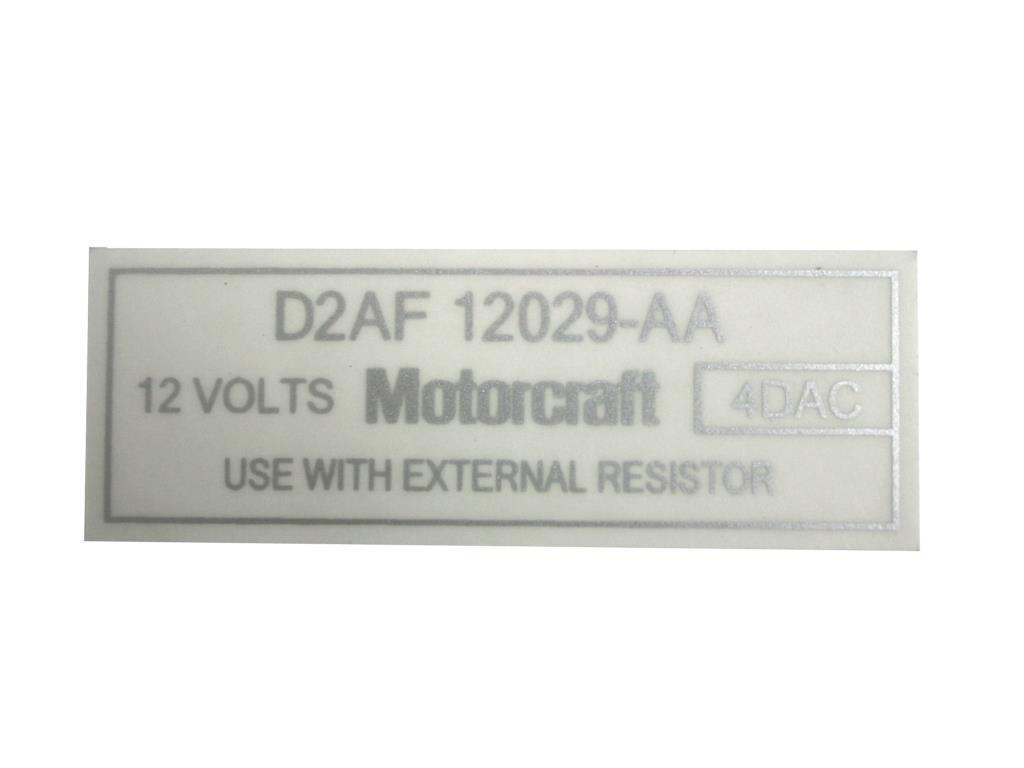 D2AF 12029-AA
12 VOLTS Motorcraft 4DAC
USE WITH EXTERNAL RESISTOR